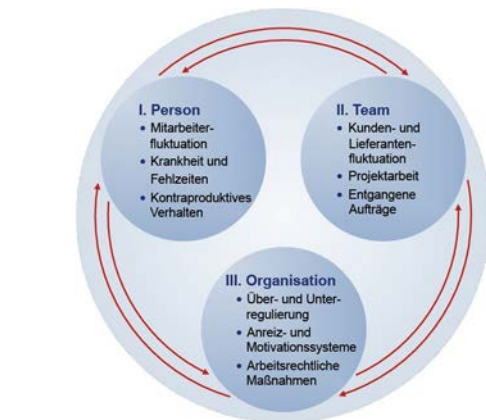 I. Person
• Mitarbeiter-
fluktuation
• Krankheit und
Fehlzeiten
• Kontraproduktives
Verhalten
II. Team
• Kunden- und
Lieferanten-
fluktuation
• Projektarbeit
• Entgangene
Aufträge
III. Organisation
• Über- und Unter-
regulierung
• Anreiz- und
Motivationssysteme
• Arbeitsrechtliche
Maßnahmen